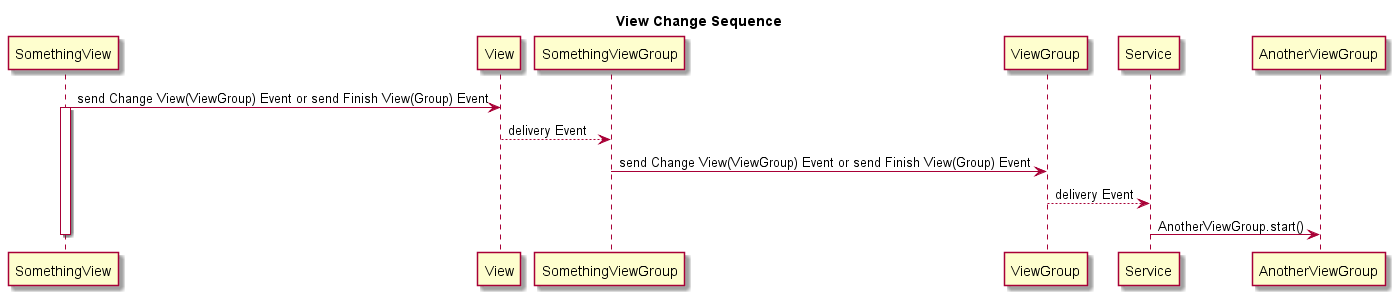 View Change Sequence
SomethingView
View
SomethingViewGroup
ViewGroup
Service
AnotherViewGroup
send Change View(ViewGroup) Event or send Finish View(Group) Event
delivery Event
send Change View(ViewGroup) Event or send Finish View(Group) Event
delivery Event
AnotherViewGroup.start()
SomethingView
View
SomethingViewGroup
ViewGroup
Service
AnotherViewGroup